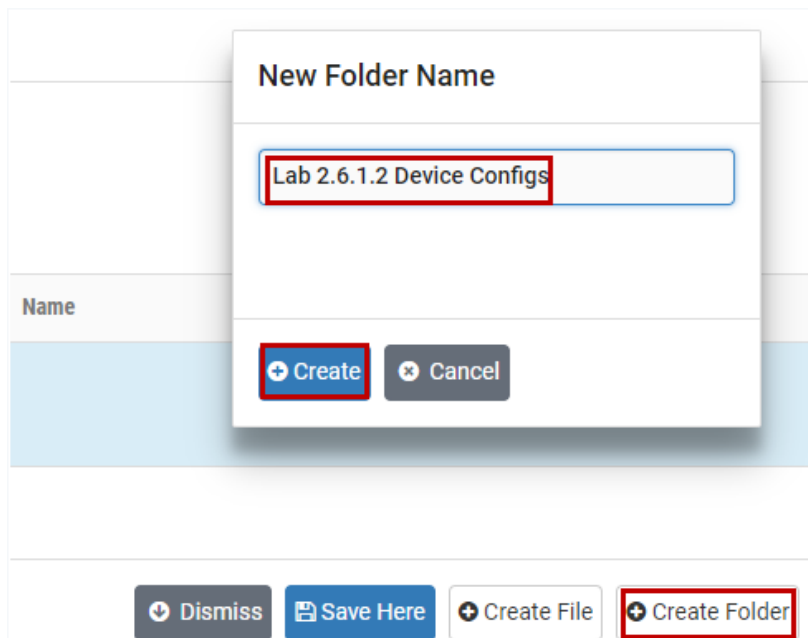 New Folder Name
Lab 2.6.1.2 Device Configs
Name
Create Cancel
Dismiss Save Here Create File Create Folder